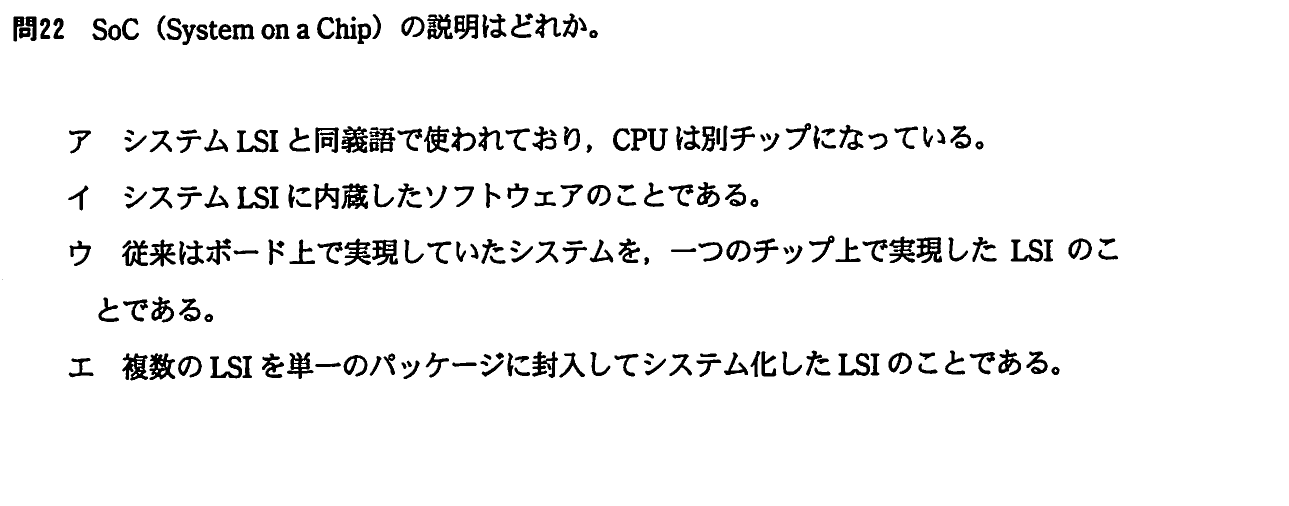 問22 SoC（System on a Chip）の説明はどれか。
ア システム LSI と同義語で使われており，CPU は別チップになっている。
イ システム LSI に内蔵したソフトウェアのことである。
ウ 従来はボード上で実現していたシステムを，一つのチップ上で実現した LSI のこ
とである。
エ 複数の LSI を単一のパッケージに封入してシステム化した LSI のことである。